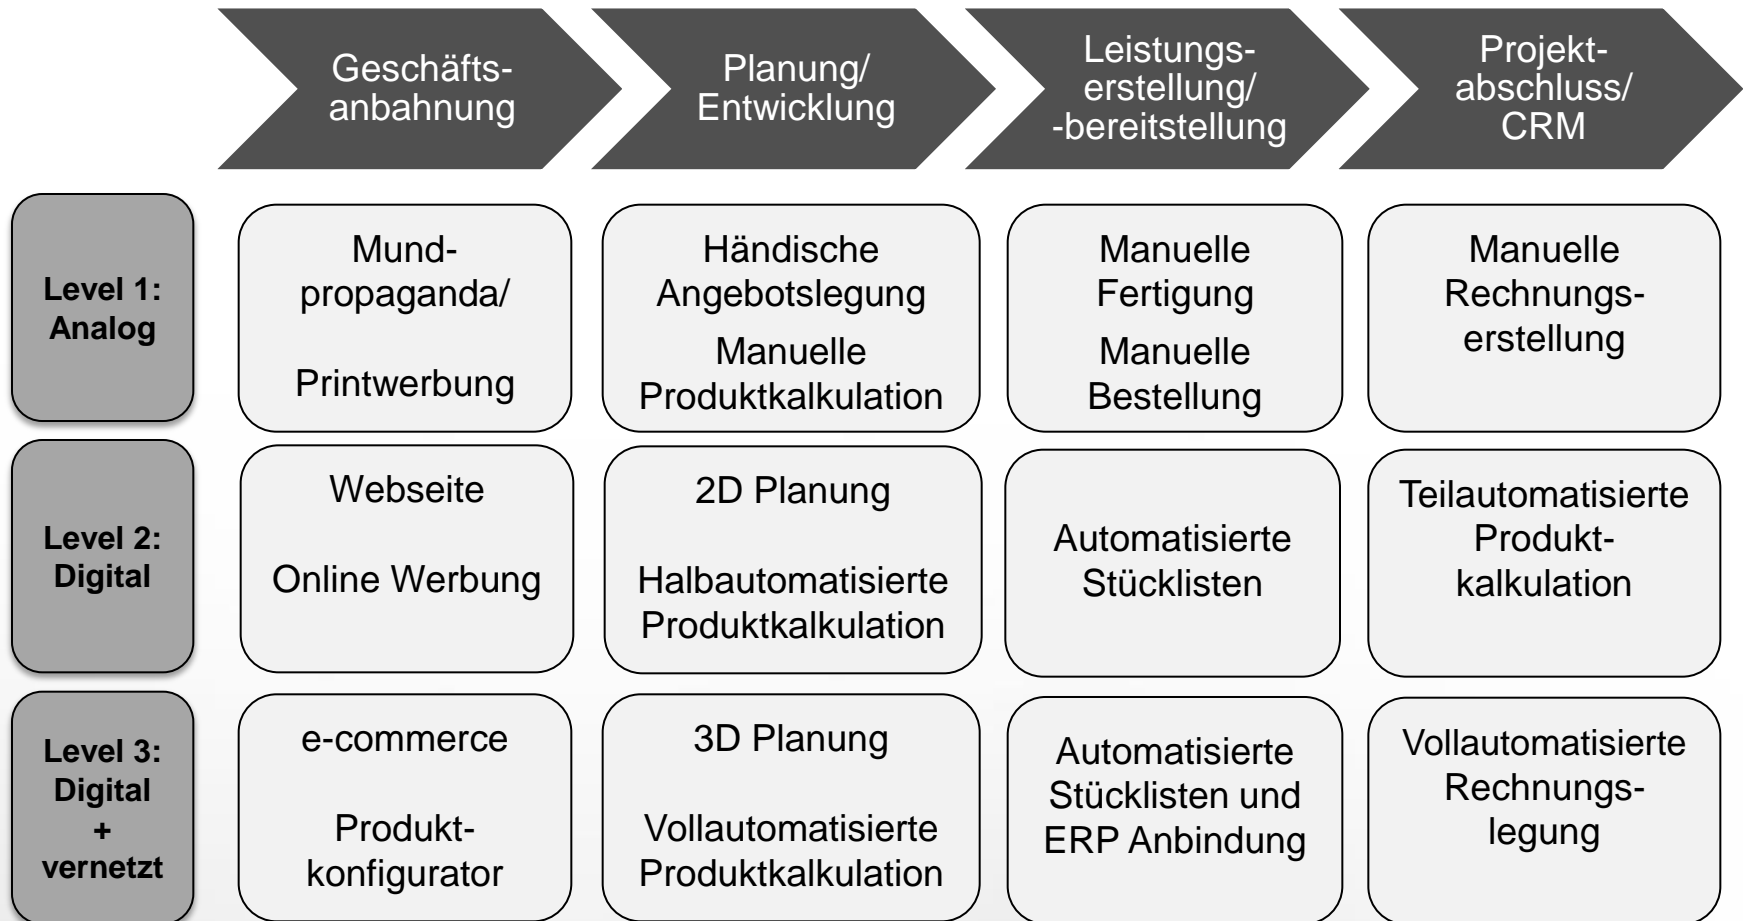 Geschäfts-
anbahnung
Planung/
Entwicklung
Leistungs-
erstellung/
-bereitstellung
Projekt-
abschluss/
CRM
Level 1:
Analog
Mund-
propaganda/
Printwerbung
Händische
Angebotslegung
Manuelle
Produktkalkulation
Manuelle
Fertigung
Manuelle
Bestellung
Manuelle
Rechnungs-
erstellung
Level 2:
Digital
Webseite
Online Werbung
2D Planung
Halbautomatisierte
Produktkalkulation
Automatisierte
Stücklisten
Teilautomatisierte
Produkt-
kalkulation
Level 3:
Digital
+
vernetzt
e-commerce
Produkt-
konfigurator
3D Planung
Vollautomatisierte
Produktkalkulation
Automatisierte
Stücklisten und
ERP Anbindung
Vollautomatisierte
Rechnungs-
legung